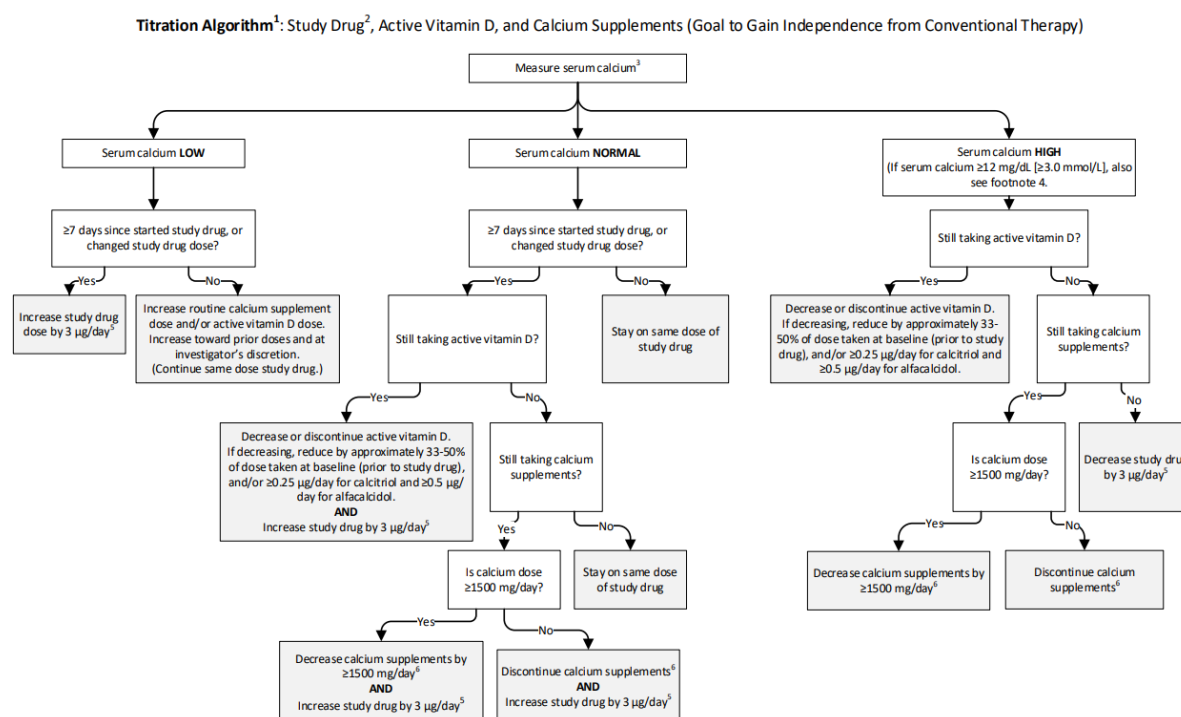 Titration Algorithm1: Study Drug2, Active Vitamin D, and Calcium Supplements (Goal to Gain Independence from Conventional Therapy)
Measure serum calcium3
Serum calcium LOW
≥7 days since started study drug, or
changed study drug dose?
Yes
No
Increase study drug
dose by 3 µg/day5
Increase routine calcium supplement
dose and/or active vitamin D dose.
Increase toward prior doses and at
investigator's discretion.
(Continue same dose study drug.)
Serum calcium NORMAL
≥7 days since started study drug, or
changed study drug dose?
Yes
No
Still taking active vitamin D?
Stay on same dose of
study drug
Yes
No
Decrease or discontinue active vitamin D.
If decreasing, reduce by approximately 33-50%
of dose taken at baseline (prior to study drug),
and/or ≥0.25 µg/day for calcitriol and ≥0.5 µg/
day for alfacalcidol.
AND
Increase study drug by 3 µg/day5
Still taking calcium
supplements?
Yes
No
Is calcium dose
≥1500 mg/day?
Stay on same dose
of study drug
Yes
No
Decrease calcium supplements by
≥1500 mg/day6
AND
Increase study drug by 3 µg/day5
Discontinue calcium supplements6
AND
Increase study drug by 3 µg/day5
Serum calcium HIGH
(If serum calcium ≥12 mg/dL [≥3.0 mmol/L], also
see footnote 4.
Still taking active vitamin D?
Yes
No
Decrease or discontinue active vitamin D.
If decreasing, reduce by approximately 33-
50% of dose taken at baseline (prior to study
drug), and/or ≥0.25 µg/day for calcitriol and
≥0.5 µg/day for alfacalcidol.
Still taking calcium
supplements?
Yes
No
Is calcium dose
≥1500 mg/day?
Decrease study dru
by 3 µg/day5
Yes
No
Decrease calcium supplements by
≥1500 mg/day6
Discontinue calcium
supplements6